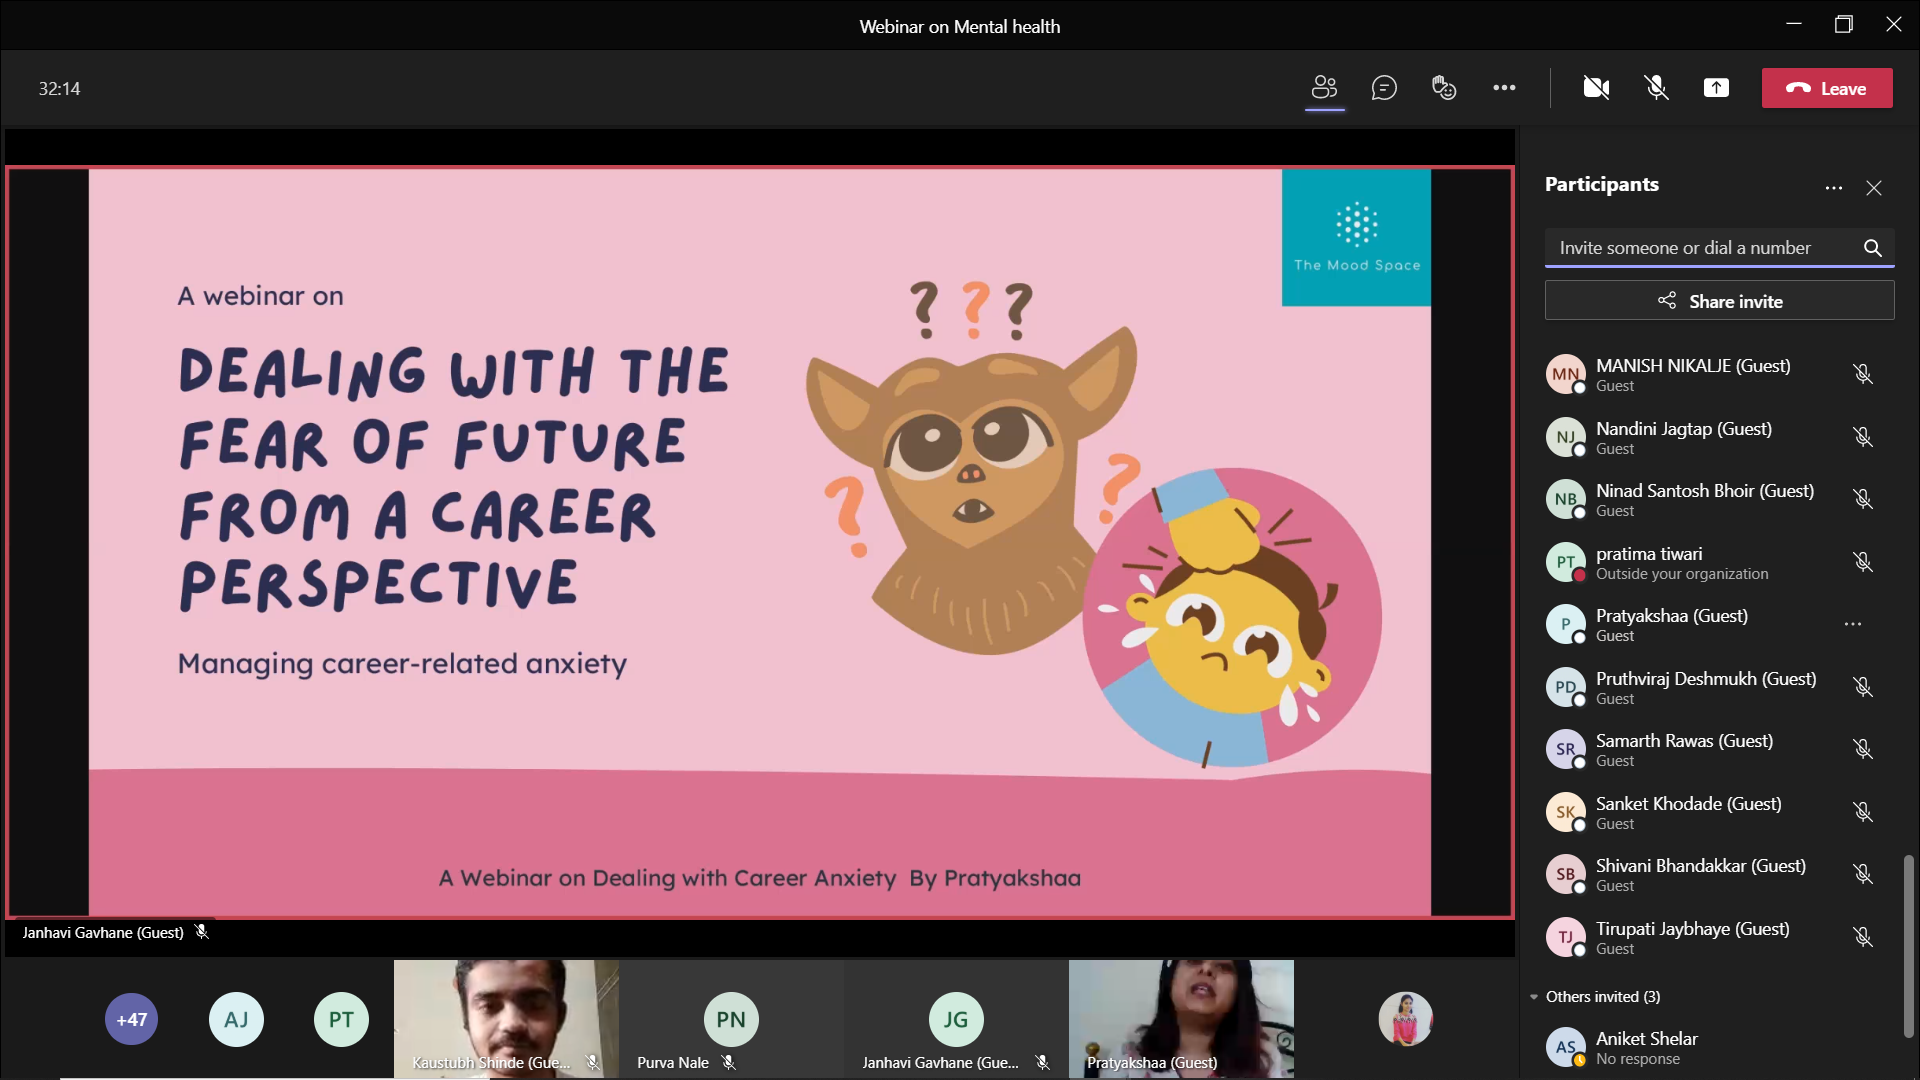 Webinar on Mental health
32:14
Leave
The Mood Space
A webinar on
DEALING WITH THE
FEAR OF FUTURE
FROM A CAREER
PERSPECTIVE
Managing career-related anxiety
? ? ?
?
?
A Webinar on Dealing with Career Anxiety By Pratyakshaa
Janhavi Gavhane (Guest)
+47
AJ
PT
Kaustubh Shinde (Gue...
PN
Purva Nale
JG
Janhavi Gavhane (Gue...
Pratyakshaa (Guest)
Participants
Invite someone or dial a number
Share invite
MN
MANISH NIKALJE (Guest)
Guest
NJ
Nandini Jagtap (Guest)
Guest
NB
Ninad Santosh Bhoir (Guest)
Guest
PT
pratima tiwari
Outside your organization
P
Pratyakshaa (Guest)
Guest
PD
Pruthviraj Deshmukh (Guest)
Guest
SR
Samarth Rawas (Guest)
Guest
SK
Sanket Khodade (Guest)
Guest
SB
Shivani Bhandakkar (Guest)
Guest
TJ
Tirupati Jaybhaye (Guest)
Guest
Others invited (3)
AS
Aniket Shelar
No response